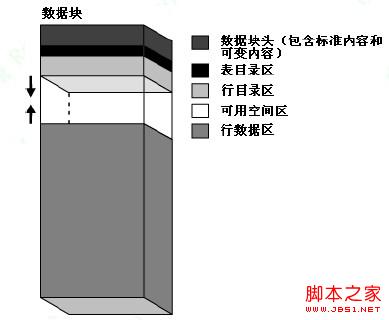 数据块
数据块头（包含标准内容和
可变内容）
表目录区
行目录区
可用空间区
行数据区
脚本之家
WWW.JB51.NET